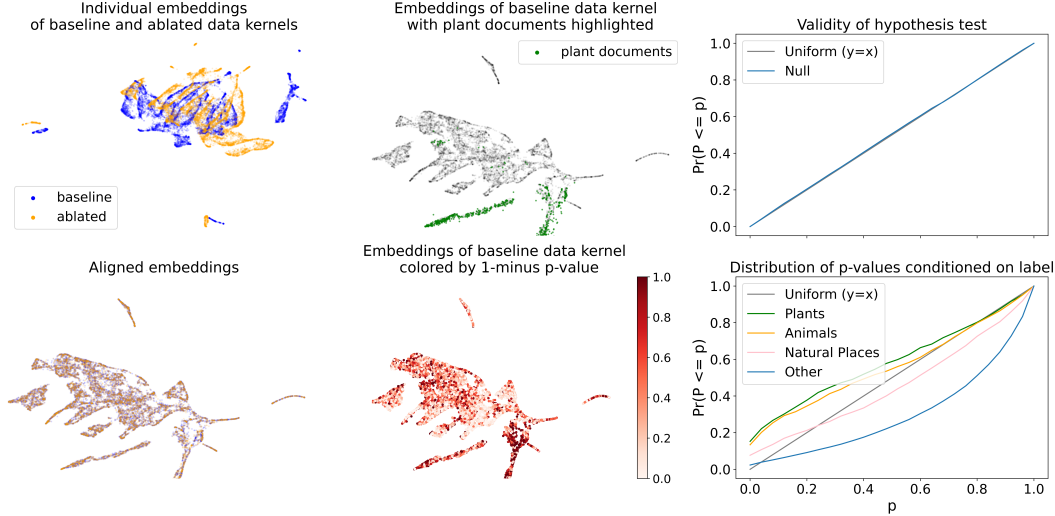 Individual embeddings
of baseline and ablated data kernels
baseline
ablated
Embeddings of baseline data kernel
with plant documents highlighted
plant documents
Validity of hypothesis test
Uniform (y=x)
Null
Pr(P <= p)
1.0
0.8
0.6
0.4
0.2
0.0
Aligned embeddings
Embeddings of baseline data kernel
colored by 1-minus p-value
1.0
0.8
0.6
0.4
0.2
0.0
Distribution of p-values conditioned on label
Uniform (y=x)
Plants
Animals
Natural Places
Other
Pr(P <= p)
1.0
0.8
0.6
0.4
0.2
0.0
0.0 0.2 0.4 0.6 0.8 1.0
p